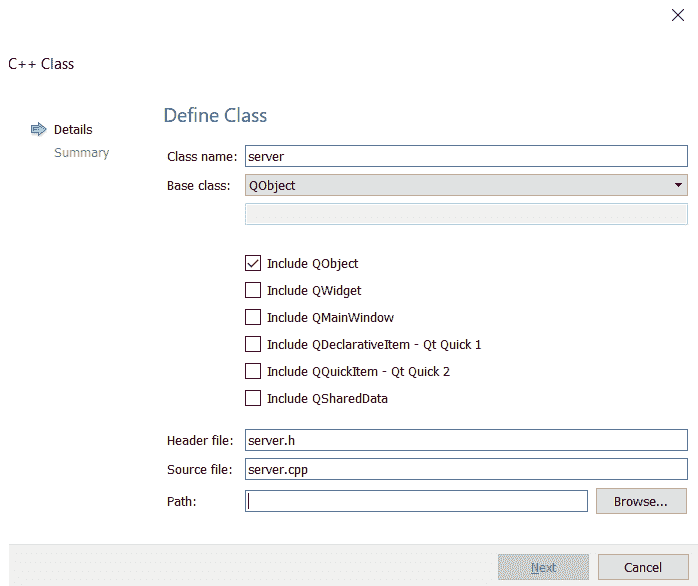 C++ Class
Details
Summary
Define Class
Class name: server
Base class: QObject
Include QObject
Include QWidget
Include QMainWindow
Include QDeclarativeItem - Qt Quick 1
Include QQuickItem - Qt Quick 2
Include QSharedData
Header file: server.h
Source file: server.cpp
Path: Browse...
Next Cancel